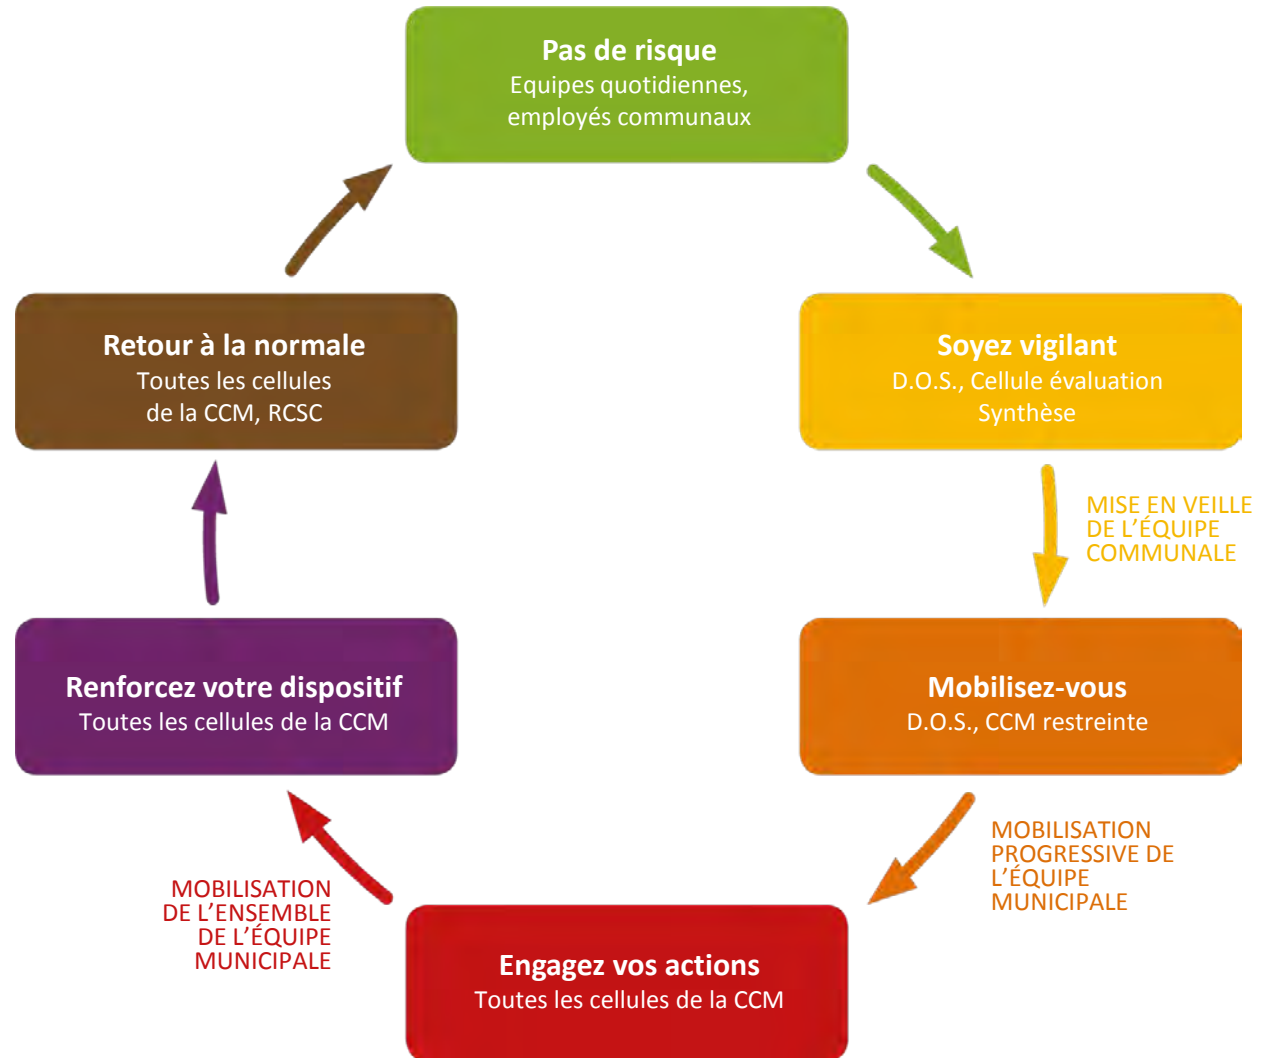 Pas de risque
Equipes quotidiennes,
employés communaux
Soyez vigilant
D.O.S., Cellule évaluation
Synthèse
MISE EN VEILLE
DE L’ÉQUIPE
COMMUNALE
Mobilisez-vous
D.O.S., CCM restreinte
MOBILISATION
PROGRESSIVE DE
L’ÉQUIPE
MUNICIPALE
Engagez vos actions
Toutes les cellules de la CCM
MOBILISATION
DE L’ENSEMBLE
DE L’ÉQUIPE
MUNICIPALE
Renforcez votre dispositif
Toutes les cellules de la CCM
Retour à la normale
Toutes les cellules
de la CCM, RCSC